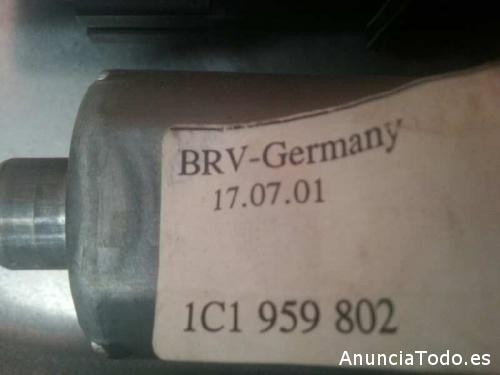 BRV-Germany
17.07.01
1C1 959 802
AnunciaTodo.es